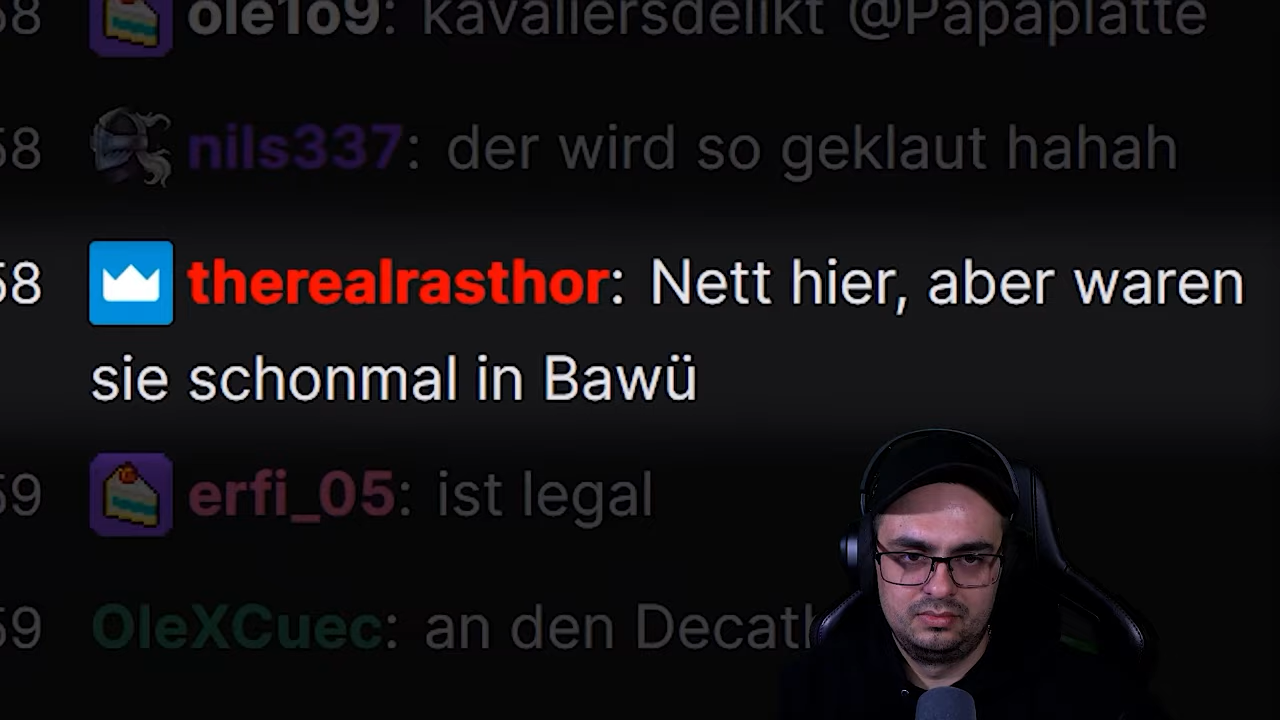 58 ole1o9: kavaliersdelikt @Papaplatte
58 nils337: der wird so geklaut hahah
58 therealrasthor: Nett hier, aber waren
sie schonmal in Bawü
59 erfi_05: ist legal
59 OleXCuec: an den Decath